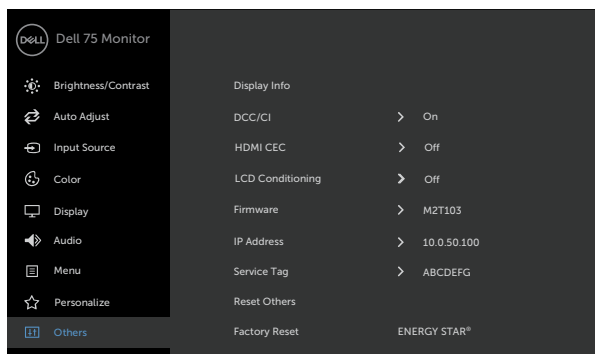 DELL Dell 75 Monitor
Brightness/Contrast
Auto Adjust
Input Source
Color
Display
Audio
Menu
Personalize
Others
Display Info
DCC/CI > On
HDMI CEC > Off
LCD Conditioning > Off
Firmware > M2T103
IP Address > 10.0.50.100
Service Tag > ABCDEFG
Reset Others
Factory Reset ENERGY STAR®